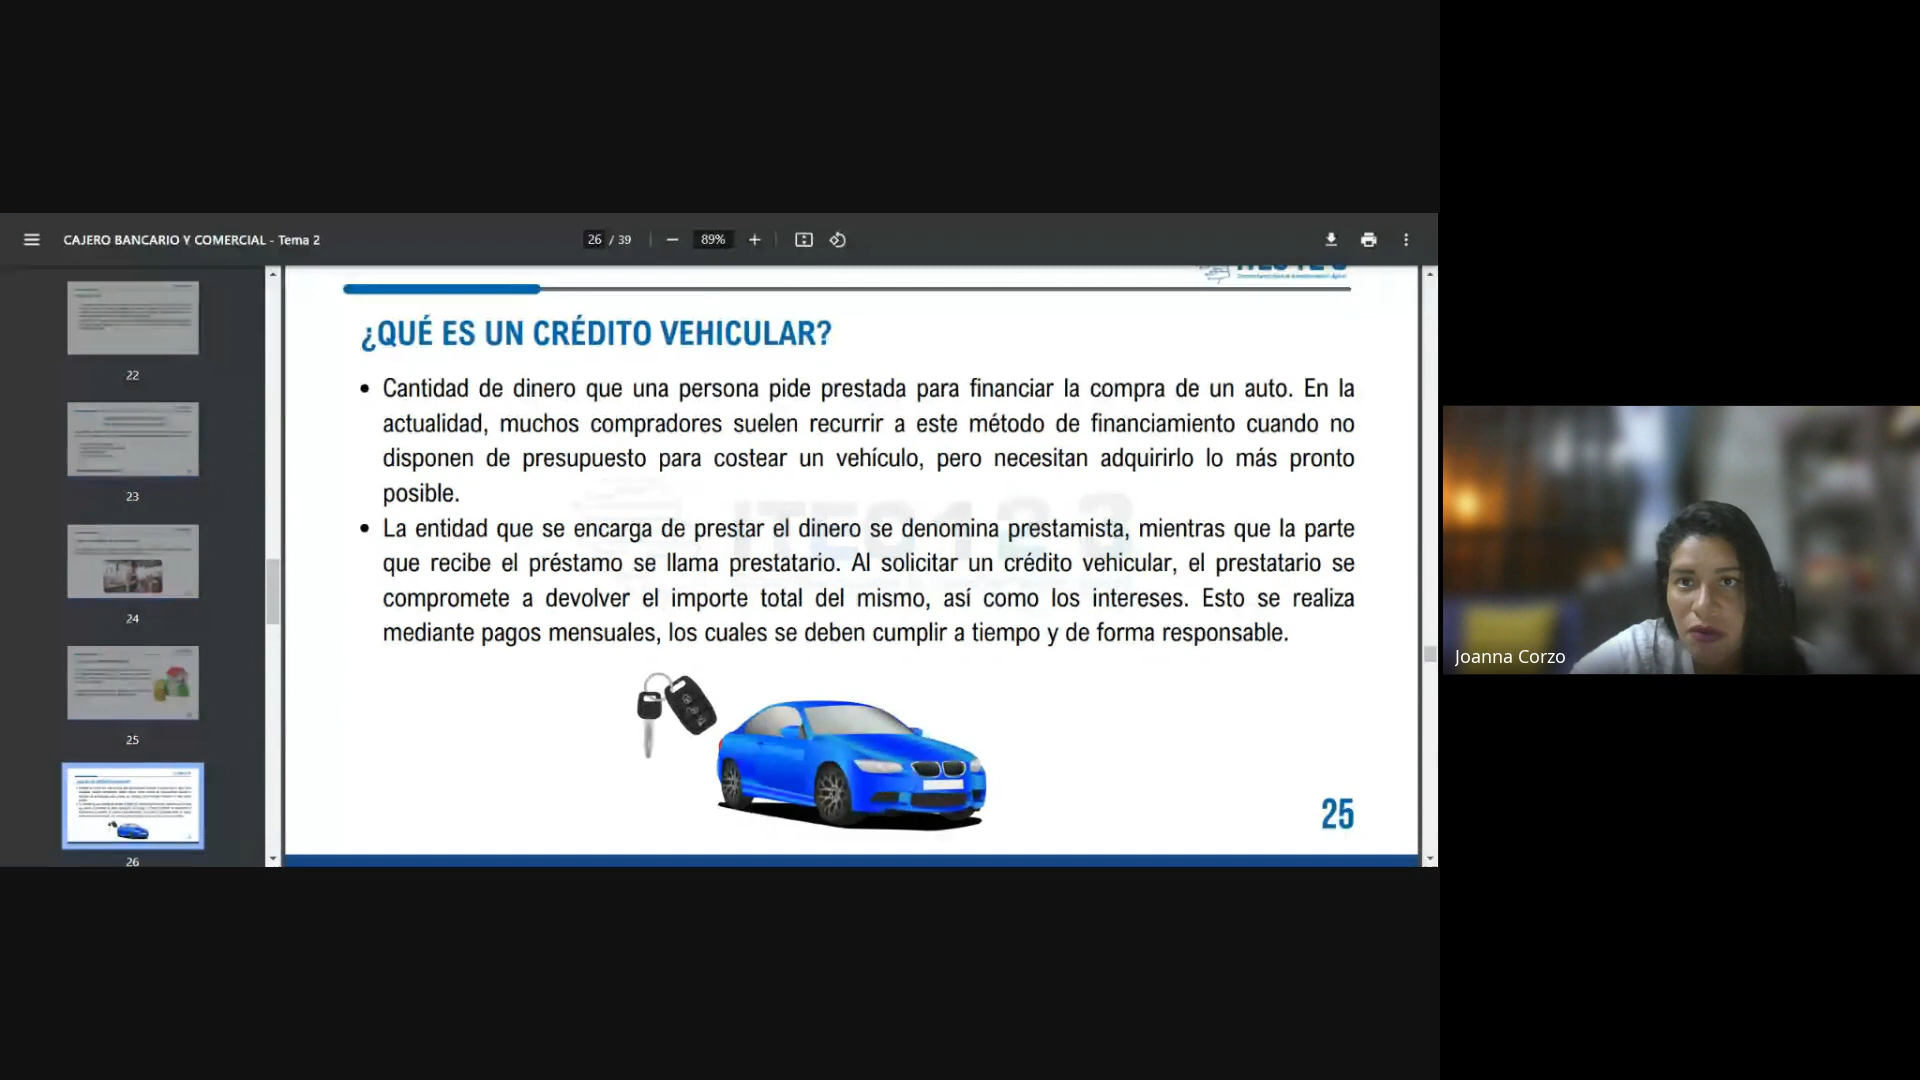 CAJERO BANCARIO Y COMERCIAL - Tema 2
26 / 39
89%
22
23
24
25
26
¿QUÉ ES UN CRÉDITO VEHICULAR?
• Cantidad de dinero que una persona pide prestada para financiar la compra de un auto. En la
actualidad, muchos compradores suelen recurrir a este método de financiamiento cuando no
disponen de presupuesto para costear un vehículo, pero necesitan adquirirlo lo más pronto
posible.
• La entidad que se encarga de prestar el dinero se denomina prestamista, mientras que la parte
que recibe el préstamo se llama prestatario. Al solicitar un crédito vehicular, el prestatario se
compromete a devolver el importe total del mismo, así como los intereses. Esto se realiza
mediante pagos mensuales, los cuales se deben cumplir a tiempo y de forma responsable.
25
Joanna Corzo